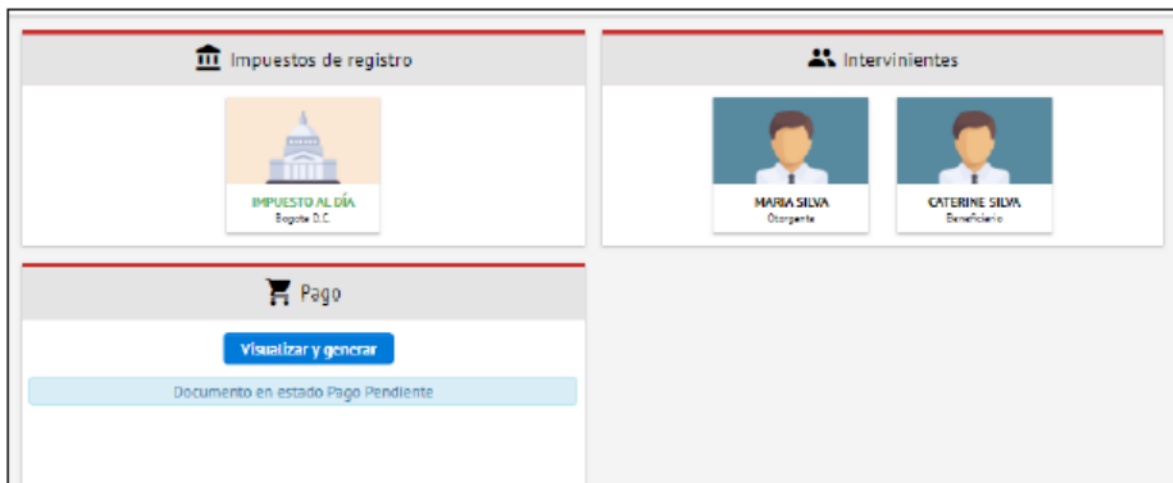 Impuestos de registro
IMPUESTO AL DÍA
Bogota D.C.
Intervinientes
MARIA SILVA
Otorgante
CATERINE SILVA
Beneficiario
Pago
Visualizar y generar
Documento en estado Pago Pendiente